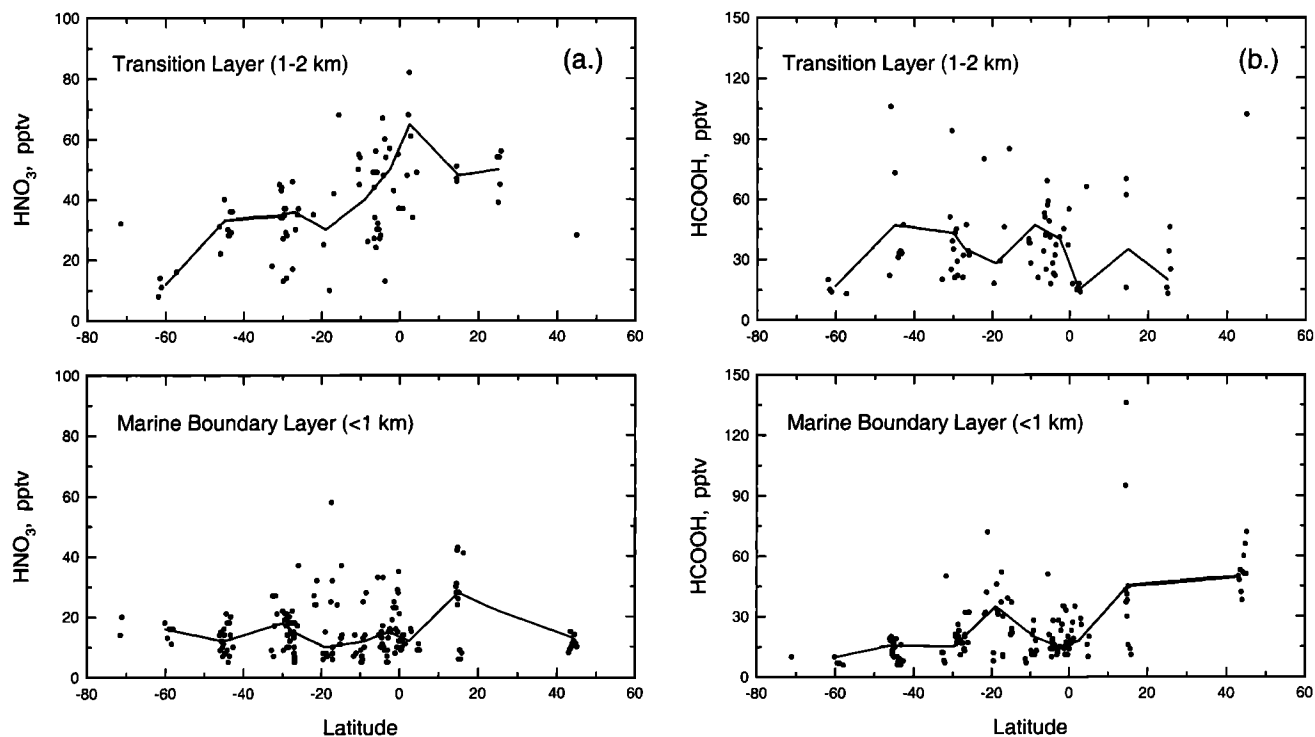 100
80
60
40
20
0
HNO3, pptv
Transition Layer (1-2 km)
(a.)
-80 -60 -40 -20 0 20 40 60
150
120
90
60
30
0
HCOOH, pptv
Transition Layer (1-2 km)
(b.)
-80 -60 -40 -20 0 20 40 60
100
80
60
40
20
0
HNO3, pptv
Marine Boundary Layer (<1 km)
-80 -60 -40 -20 0 20 40 60
Latitude
150
120
90
60
30
0
HCOOH, pptv
Marine Boundary Layer (<1 km)
-80 -60 -40 -20 0 20 40 60
Latitude